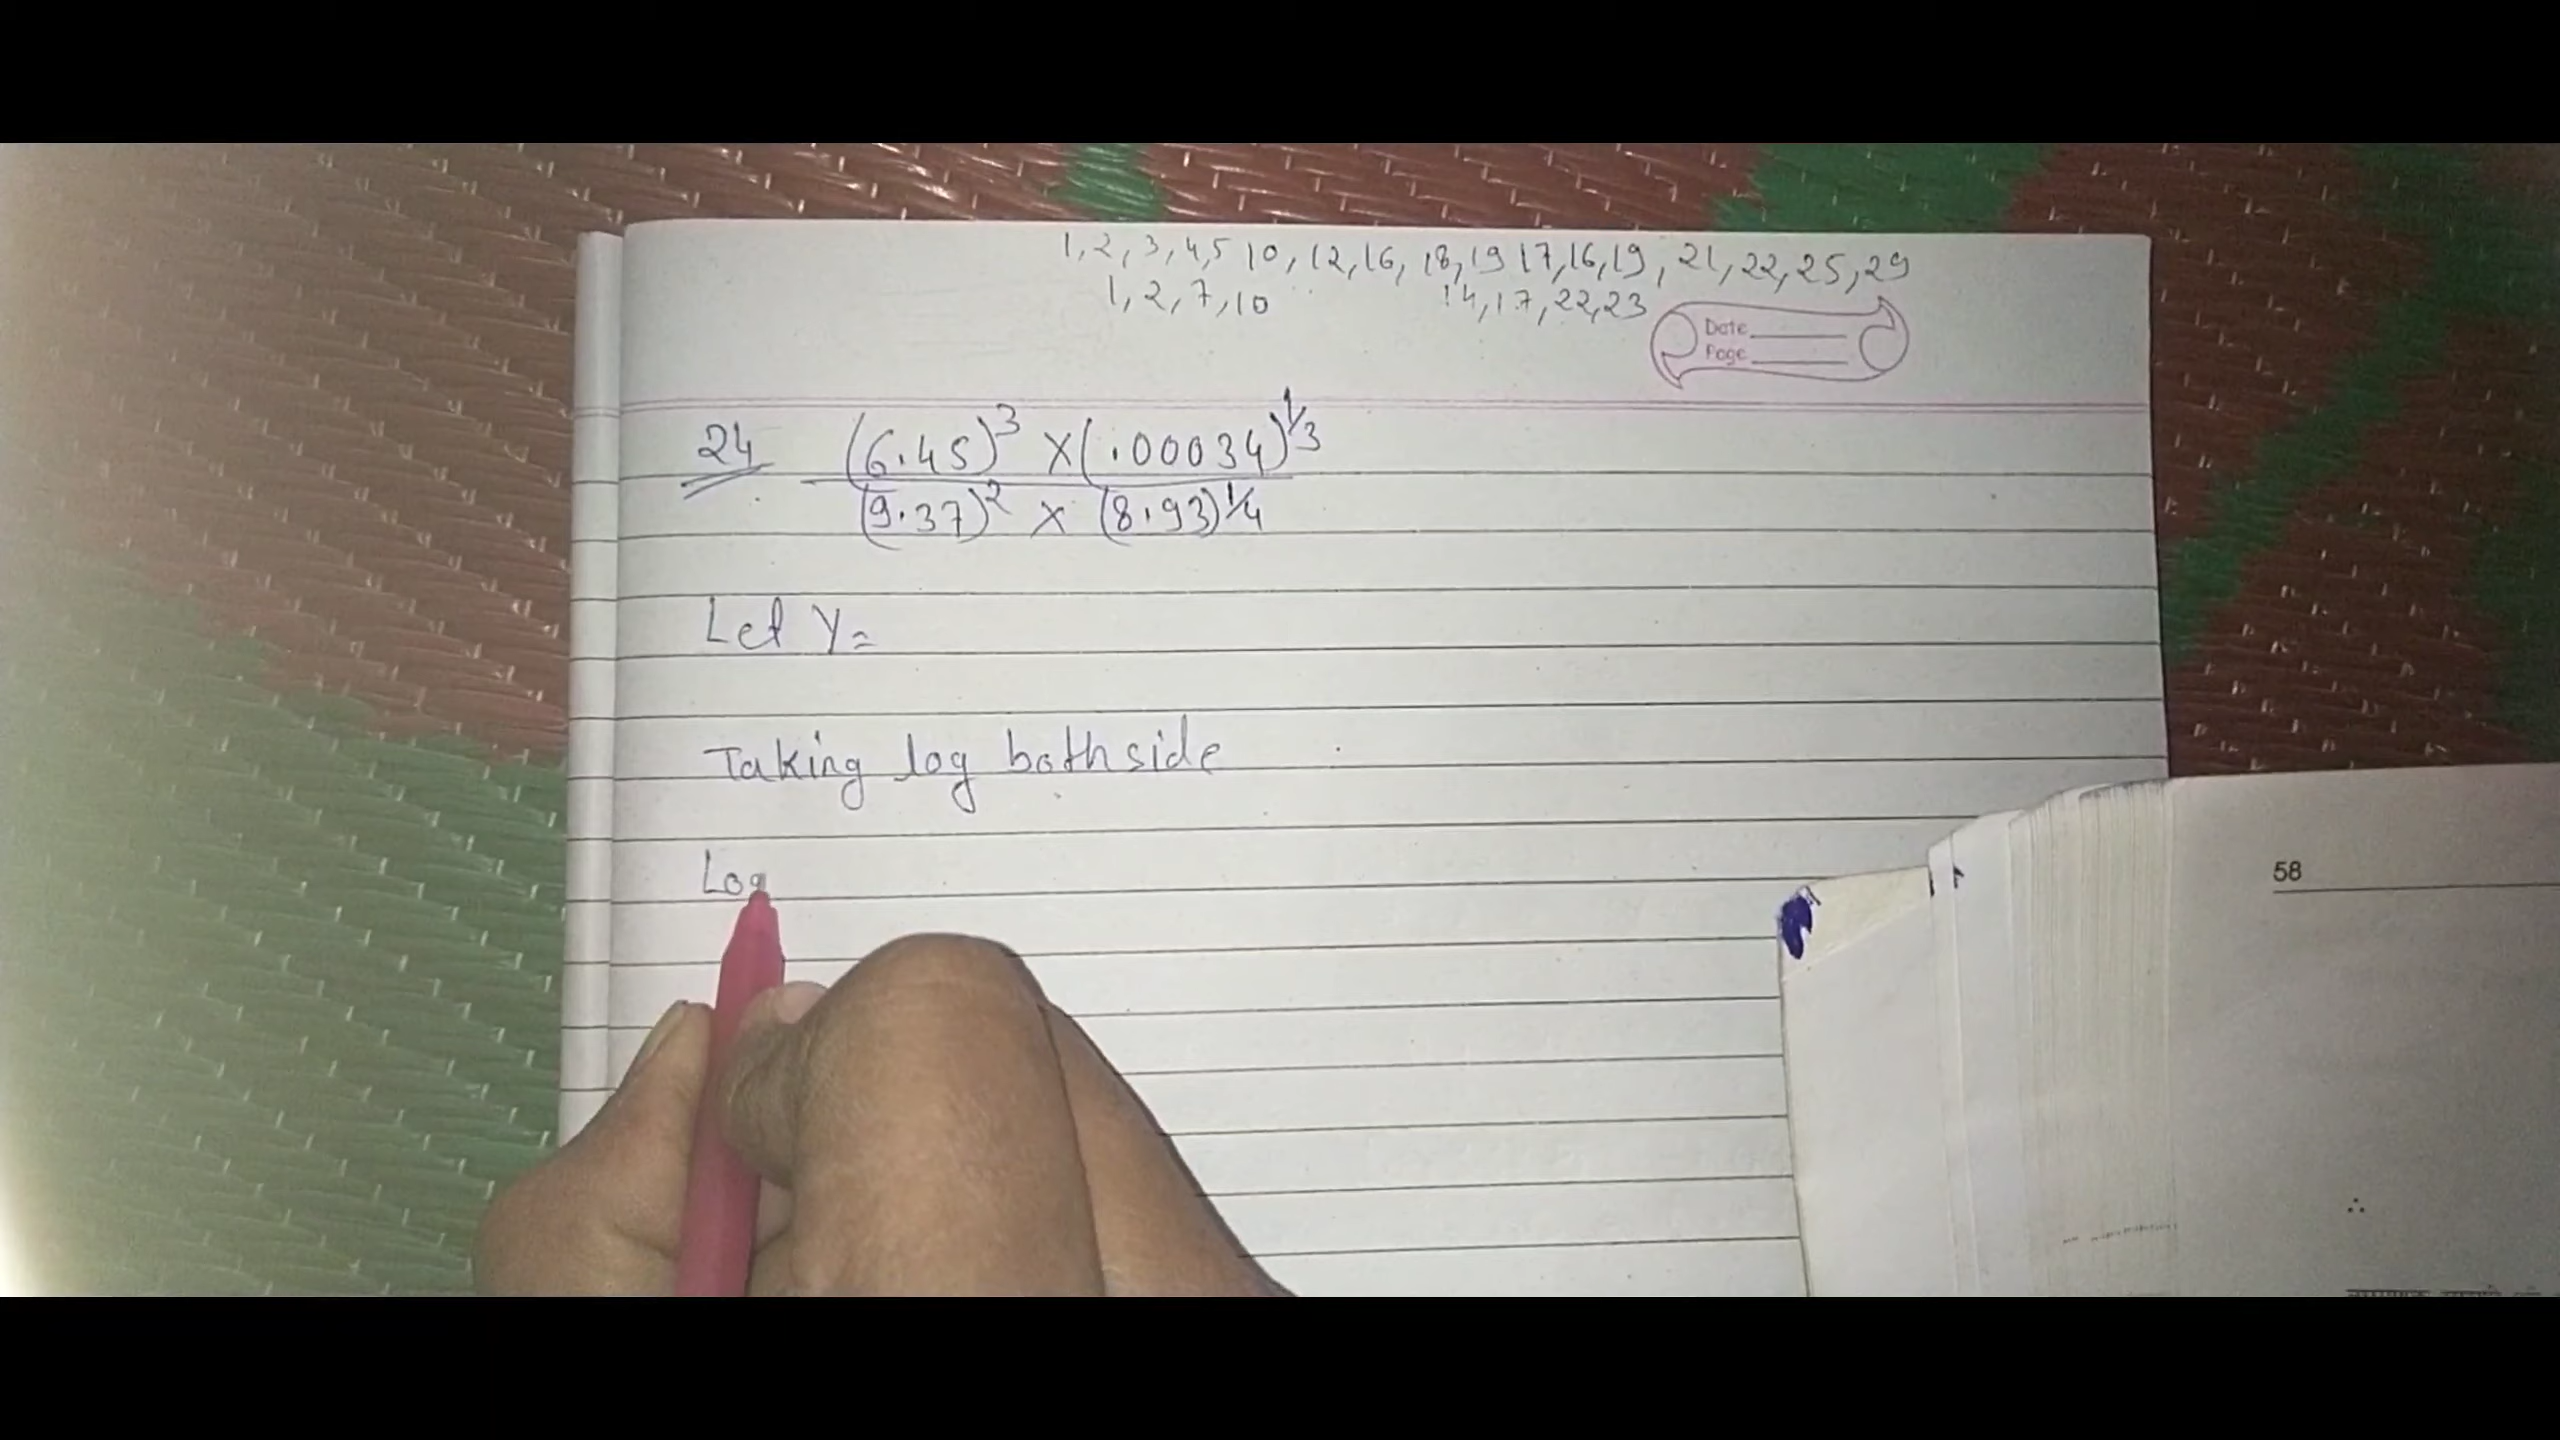 1, 2, 3, 4, 5 10, 12, 16, 18, 19 17, 16, 19, 21, 22, 25, 29
1, 2, 7, 10 14, 17, 22, 23
Date
Page
24 (6.45)^3 X (.00034)^1/3
(9.37)^2 X (8.93)^1/4
Let Y=
Taking log both side
Log
58
∴